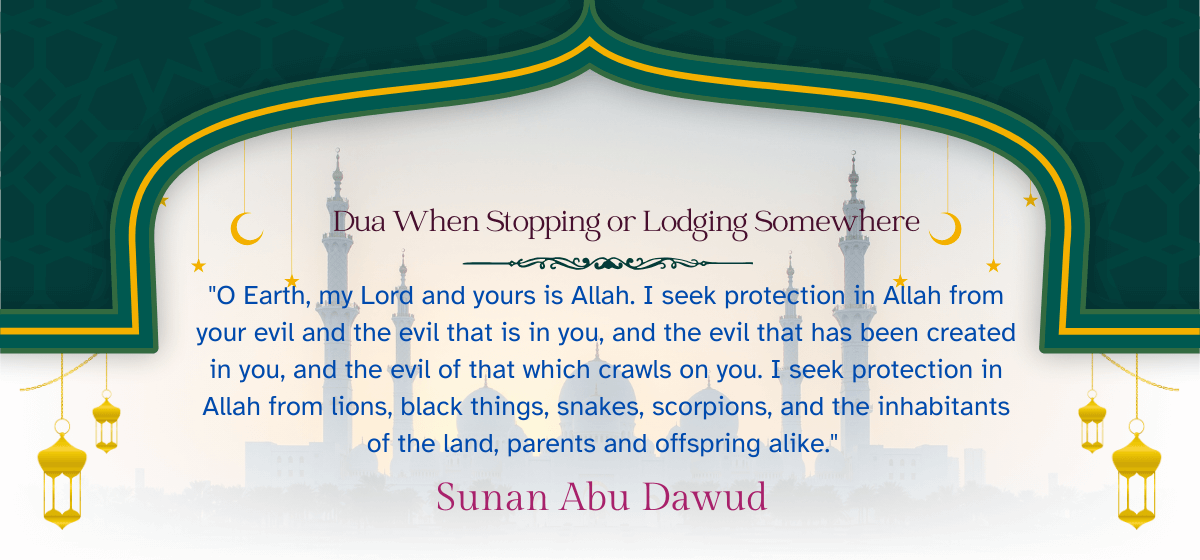 Dua When Stopping or Lodging Somewhere
"O Earth, my Lord and yours is Allah. I seek protection in Allah from
your evil and the evil that is in you, and the evil that has been created
in you, and the evil of that which crawls on you. I seek protection in
Allah from lions, black things, snakes, scorpions, and the inhabitants
of the land, parents and offspring alike."
Sunan Abu Dawud